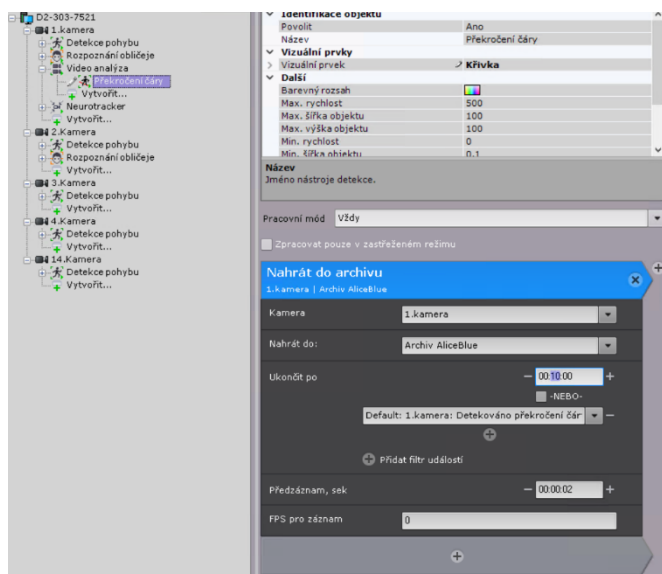 D2-303-7521
1.kamera
Detekce pohybu
Rozpoznání obličeje
Video analýza
Překročení čáry
Vytvořit...
Neurotracker
Vytvořit...
2.Kamera
Detekce pohybu
Rozpoznání obličeje
Vytvořit...
3.Kamera
Detekce pohybu
Vytvořit...
4.Kamera
Detekce pohybu
Vytvořit...
14.Kamera
Detekce pohybu
Vytvořit...
Identifikace objektu
Povolit Ano
Název Překročení čáry
Vizuální prvky
Vizuální prvek Křivka
Další
Barevný rozsah
Max. rychlost 500
Max. šířka objektu 100
Max. výška objektu 100
Min. rychlost 0
Min. šířka objektu 0.1
Název
Jméno nástroje detekce.
Pracovní mód Vždy
Zpracovat pouze v zastřeženém režimu
Nahrát do archivu
1.kamera | Archiv AliceBlue
Kamera 1.kamera
Nahrát do: Archiv AliceBlue
Ukončit po 00:10:00
-NEBO-
Default: 1.kamera: Detekováno překročení čár
Přidat filtr událostí
Předzáznam, sek 00:00:02
FPS pro záznam 0